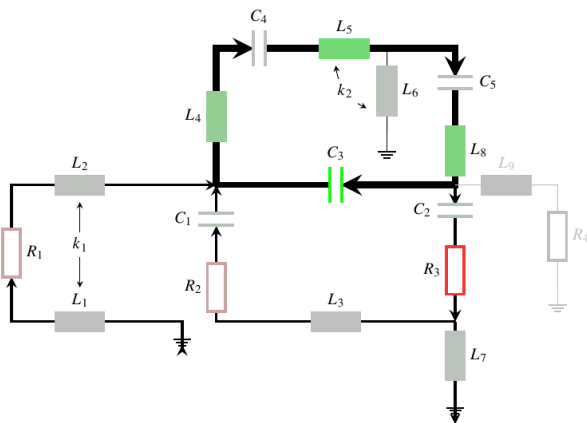 C₄
L₅
L₆
C₅
k₂
L₄
C₃
L₈
L₂
L₉
C₁
C₂
R₁
k₁
R₄
R₂
R₃
L₁
L₃
L₇